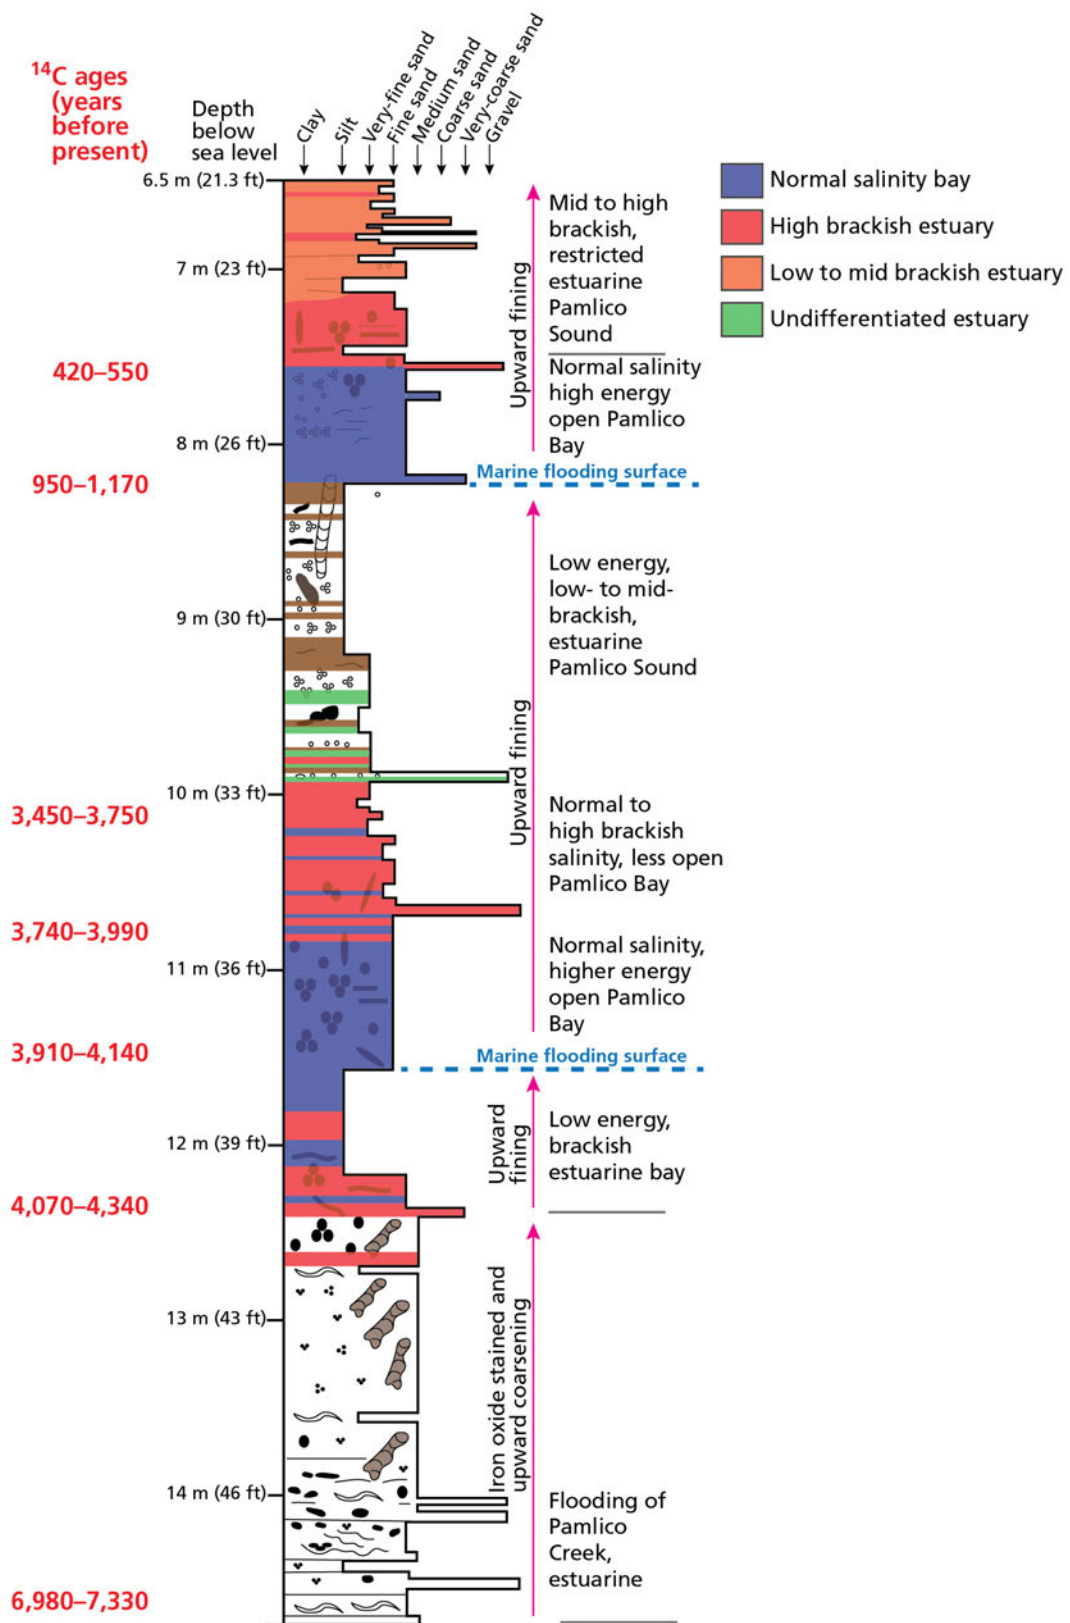 ¹⁴C ages
(years
before
present)
Depth
below
sea level
Clay
Silt
Very-fine sand
Fine sand
Medium sand
Coarse sand
Very-coarse sand
Gravel
6.5 m (21.3 ft)
7 m (23 ft)
8 m (26 ft)
9 m (30 ft)
10 m (33 ft)
11 m (36 ft)
12 m (39 ft)
13 m (43 ft)
14 m (46 ft)
420–550
950–1,170
3,450–3,750
3,740–3,990
3,910–4,140
4,070–4,340
6,980–7,330
Normal salinity bay
High brackish estuary
Low to mid brackish estuary
Undifferentiated estuary
Upward fining
Mid to high
brackish,
restricted
estuarine
Pamlico
Sound
Normal salinity
high energy
open Pamlico
Bay
Marine flooding surface
Upward fining
Low energy,
low- to mid-
brackish,
estuarine
Pamlico Sound
Normal to
high brackish
salinity, less open
Pamlico Bay
Normal salinity,
higher energy
open Pamlico
Bay
Marine flooding surface
Upward
fining
Low energy,
brackish
estuarine bay
Iron oxide stained and
upward coarsening
Flooding of
Pamlico
Creek,
estuarine